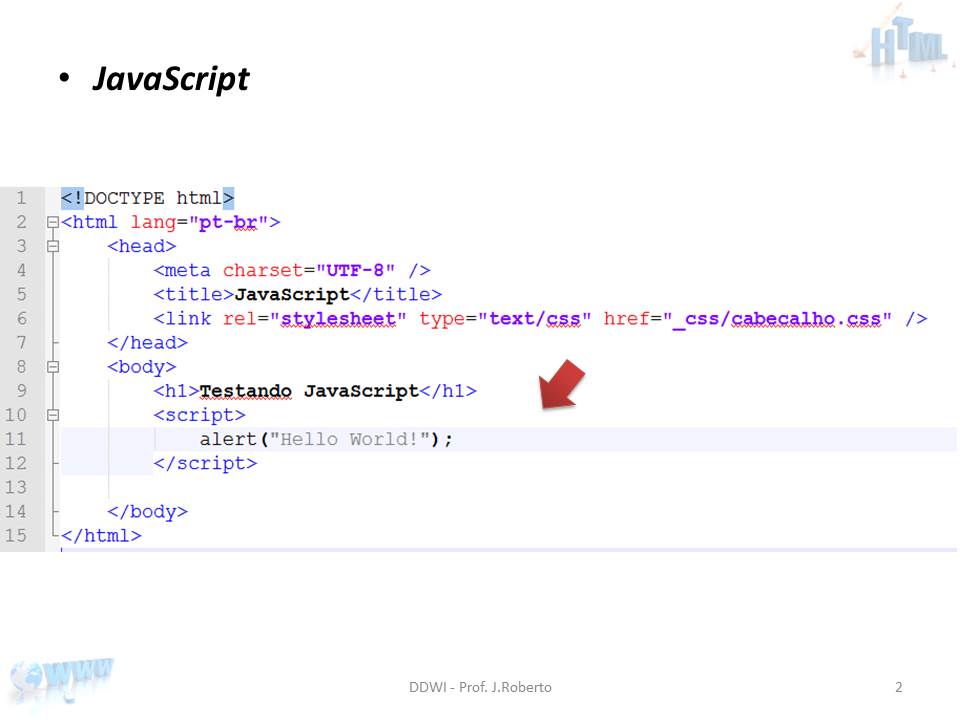 HTML
• JavaScript
1 <!DOCTYPE html>
2 <html lang="pt-br">
3 <head>
4 <meta charset="UTF-8" />
5 <title>JavaScript</title>
6 <link rel="stylesheet" type="text/css" href="_css/cabecalho.css" />
7 </head>
8 <body>
9 <h1>Testando JavaScript</h1>
10 <script>
11 alert("Hello World!");
12 </script>
13
14 </body>
15 </html>
WWW
DDWI - Prof. J.Roberto
2